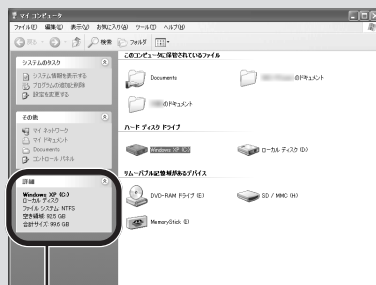 マイ コンピュータ
ファイル(F) 編集(E) 表示(V) お気に入り(A) ツール(T) ヘルプ(H)
戻る 検索 フォルダ
システムのタスク
システム情報を表示する
プログラムの追加と削除
設定を変更する
その他
マイ ネットワーク
マイ ドキュメント
Documents
コントロール パネル
詳細
Windows XP (C:)
ローカル ディスク
ファイル システム: NTFS
空き領域: 92.5 GB
合計サイズ: 99.6 GB
このコンピュータに保管されているファイル
Documents
のドキュメント
のドキュメント
ハード ディスク ドライブ
Windows XP (C:)
ローカル ディスク (D:)
リムーバブル記憶域があるデバイス
DVD-RAM ドライブ (E:)
SD / MMC (H:)
MemoryStick (I:)